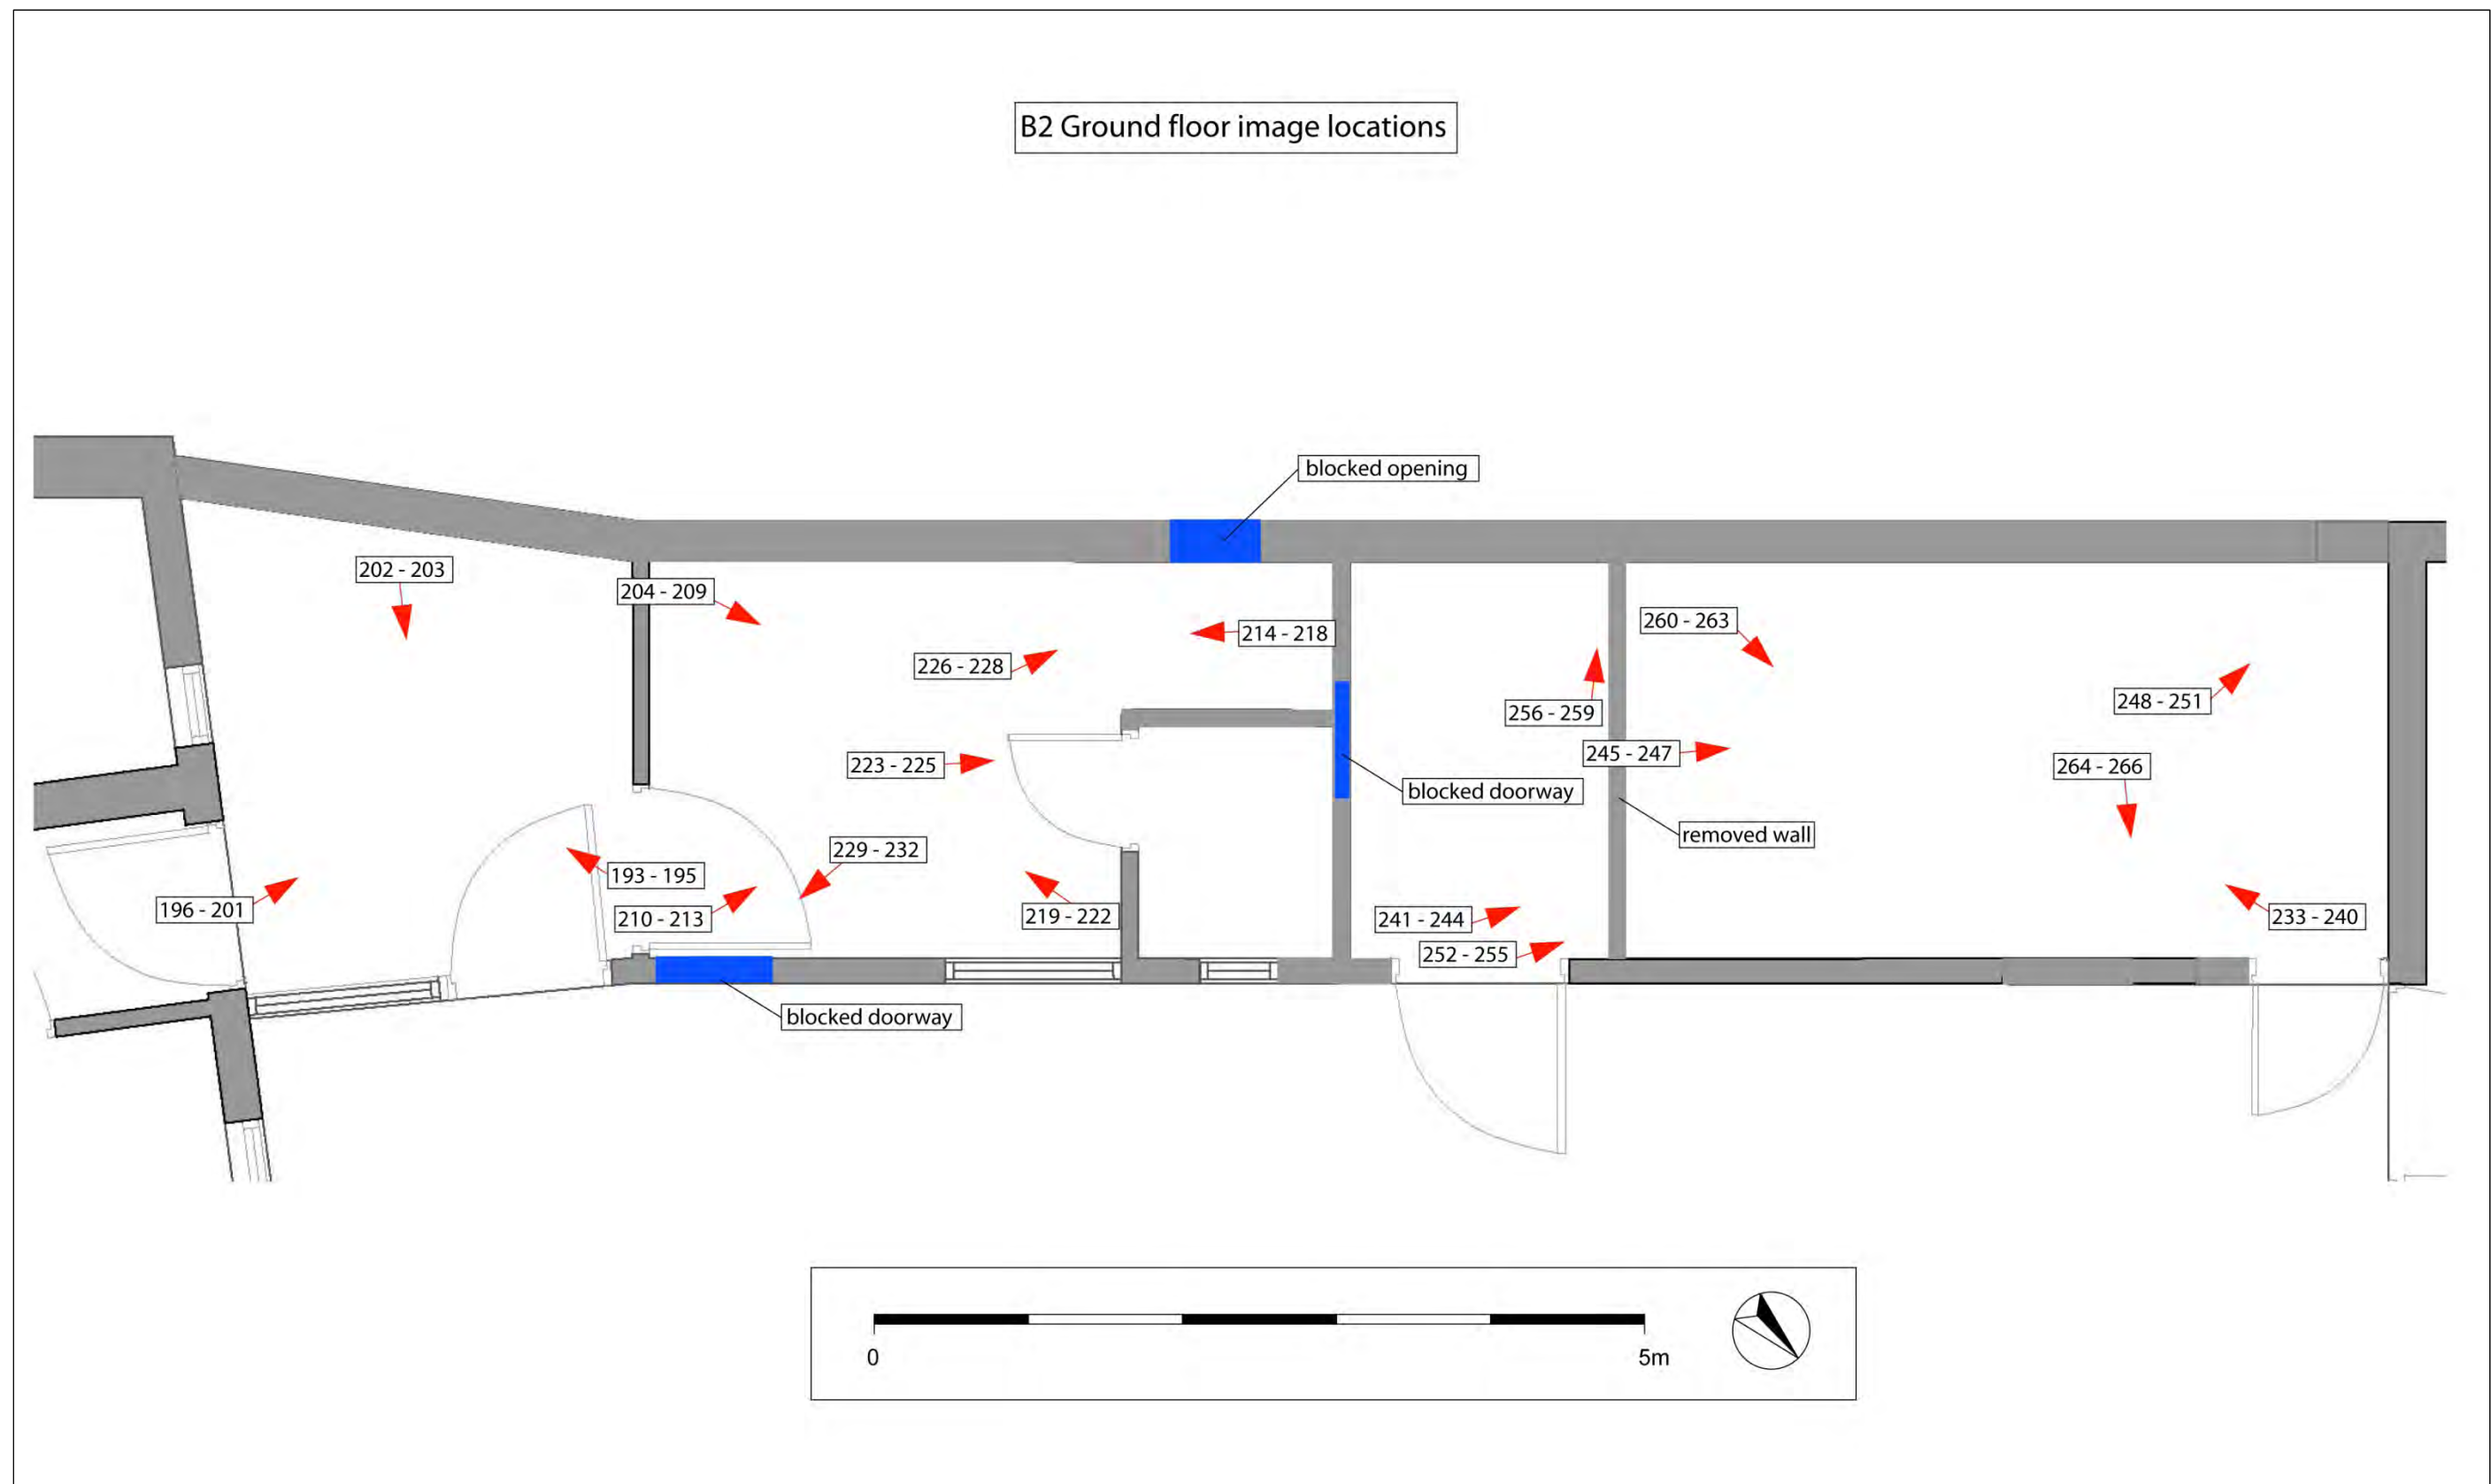 B2 Ground floor image locations
blocked opening
202 - 203
204 - 209
260 - 263
214 - 218
226 - 228
248 - 251
256 - 259
245 - 247
223 - 225
264 - 266
blocked doorway
removed wall
229 - 232
193 - 195
196 - 201
210 - 213
219 - 222
241 - 244
233 - 240
252 - 255
blocked doorway
0
5m